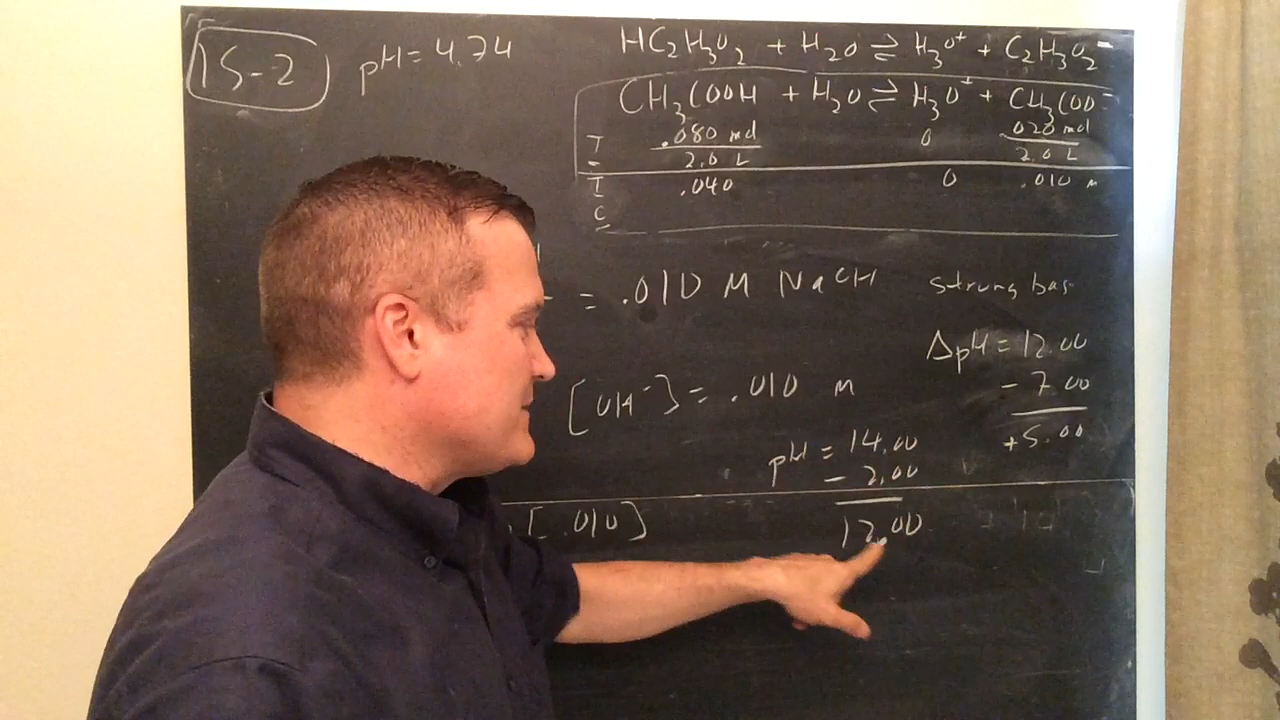 15-2
pH = 4.74
HC₂H₃O₂ + H₂O ⇌ H₃O⁺ + C₂H₃O₂⁻
CH₃COOH + H₂O ⇌ H₃O⁺ + CH₃COO⁻
I .080 mol 0 .020 mol
2.0 L 2.0 L
I .040 0 .010 M
C
= .010 M NaOH strong bas
ΔpH = 12.00
- 7.00
+5.00
[OH⁻] = .010 M
pH = 14.00
- 2.00
12.00
[.010]